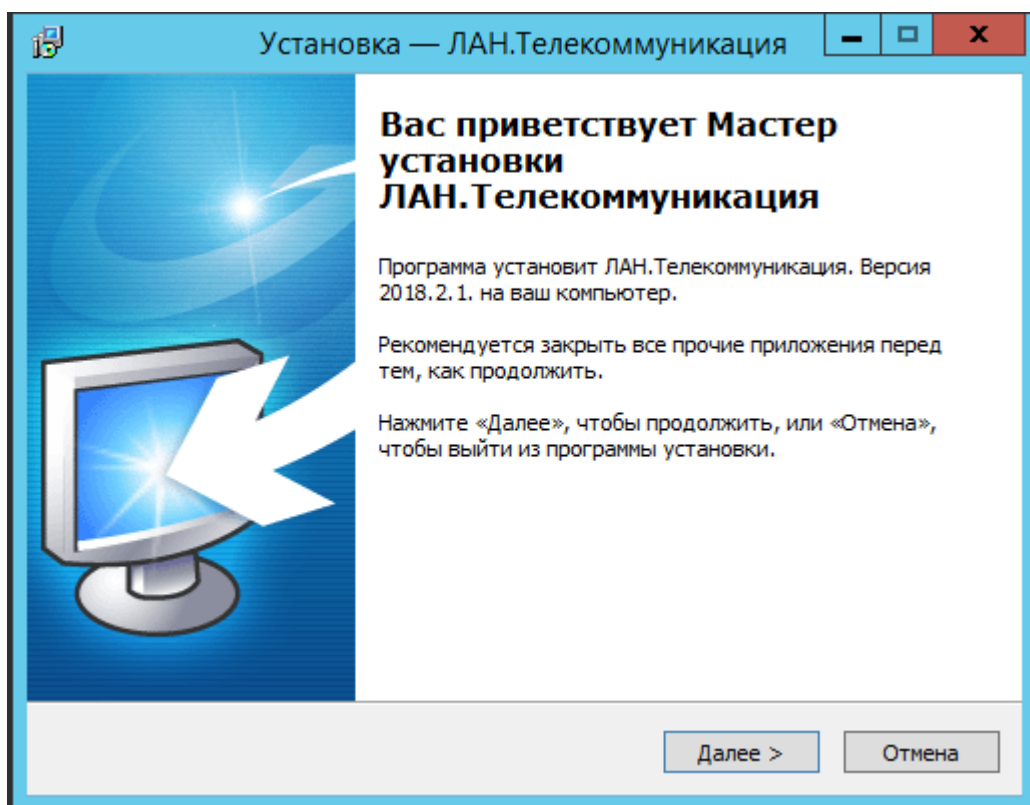 Установка — ЛАН.Телекоммуникация
Вас приветствует Мастер
установки
ЛАН.Телекоммуникация
Программа установит ЛАН.Телекоммуникация. Версия
2018.2.1. на ваш компьютер.
Рекомендуется закрыть все прочие приложения перед
тем, как продолжить.
Нажмите «Далее», чтобы продолжить, или «Отмена»,
чтобы выйти из программы установки.
Далее >
Отмена